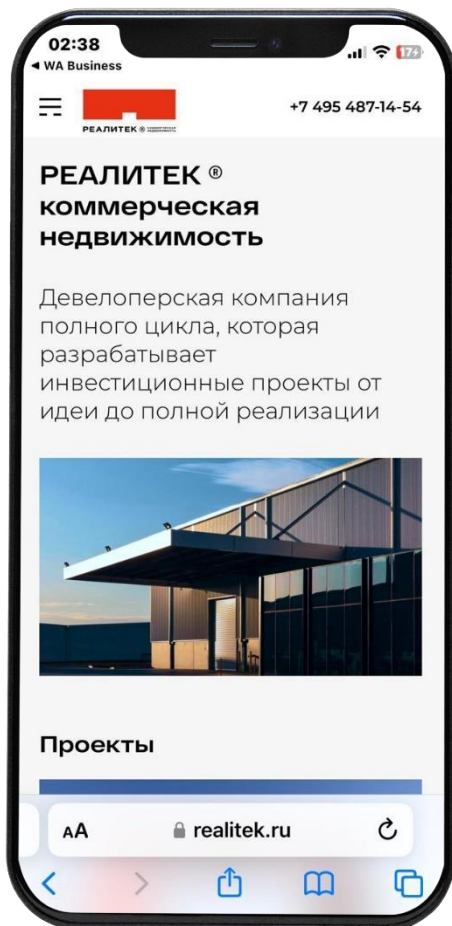 02:38
◀ WA Business
РЕАЛИТЕК ®
+7 495 487-14-54
РЕАЛИТЕК ®
коммерческая
недвижимость
Девелоперская компания
полного цикла, которая
разрабатывает
инвестиционные проекты от
идеи до полной реализации
Проекты
AA
realitek.ru